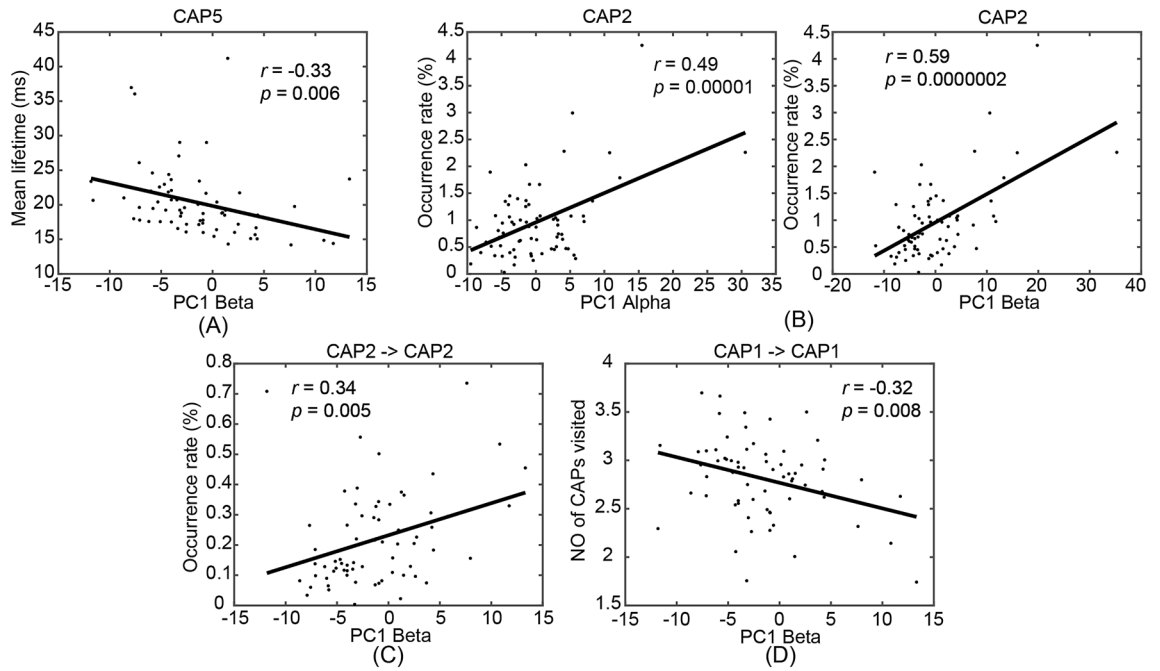 CAP5
Mean lifetime (ms)
45
40
35
30
25
20
15
10
r = -0.33
p = 0.006
-15 -10 -5 0 5 10 15
PC1 Beta
(A)
CAP2
Occurrence rate (%)
4.5
4
3.5
3
2.5
2
1.5
1
0.5
0
r = 0.49
p = 0.00001
-10 -5 0 5 10 15 20 25 30 35
PC1 Alpha
CAP2
Occurrence rate (%)
4.5
4
3.5
3
2.5
2
1.5
1
0.5
0
r = 0.59
p = 0.0000002
-20 -10 0 10 20 30 40
PC1 Beta
(B)
CAP2 -> CAP2
Occurrence rate (%)
0.8
0.7
0.6
0.5
0.4
0.3
0.2
0.1
0
r = 0.34
p = 0.005
-15 -10 -5 0 5 10 15
PC1 Beta
(C)
CAP1 -> CAP1
NO of CAPs visited
4
3.5
3
2.5
2
1.5
r = -0.32
p = 0.008
-15 -10 -5 0 5 10 15
PC1 Beta
(D)